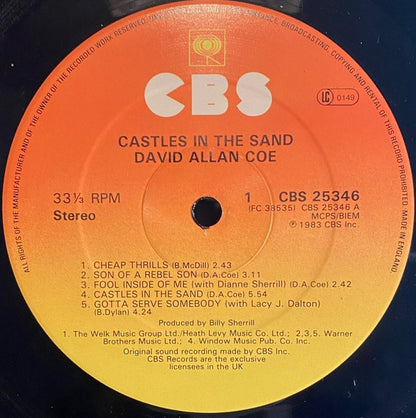 ALL RIGHTS OF THE MANUFACTURER AND OF THE OWNER OF THE RECORDED WORK RESERVED. BROADCASTING, COPYING AND RENTAL OF THIS RECORD PROHIBITED. MADE IN ENGLAND.
CBS
LC 0149
CASTLES IN THE SAND
DAVID ALLAN COE
33⅓ RPM
Stereo
1 CBS 25346
(FC 38535) CBS 25346 A
MCPS/BIEM
℗ 1983 CBS Inc.
1. CHEAP THRILLS (B.McDill) 2.43
2. SON OF A REBEL SON (D.A.Coe) 3.11
3. FOOL INSIDE OF ME (with Dianne Sherrill) (D.A.Coe) 2.42
4. CASTLES IN THE SAND (D.A.Coe) 5.54
5. GOTTA SERVE SOMEBODY (with Lacy J. Dalton)
(B.Dylan) 4.24
Produced by Billy Sherrill
1. The Welk Music Group Ltd./Heath Levy Music Co. Ltd.; 2,3,5. Warner
Brothers Music Ltd.; 4. Window Music Pub. Co. Inc.
Original sound recording made by CBS Inc.
CBS Records are the exclusive
licensees in the UK